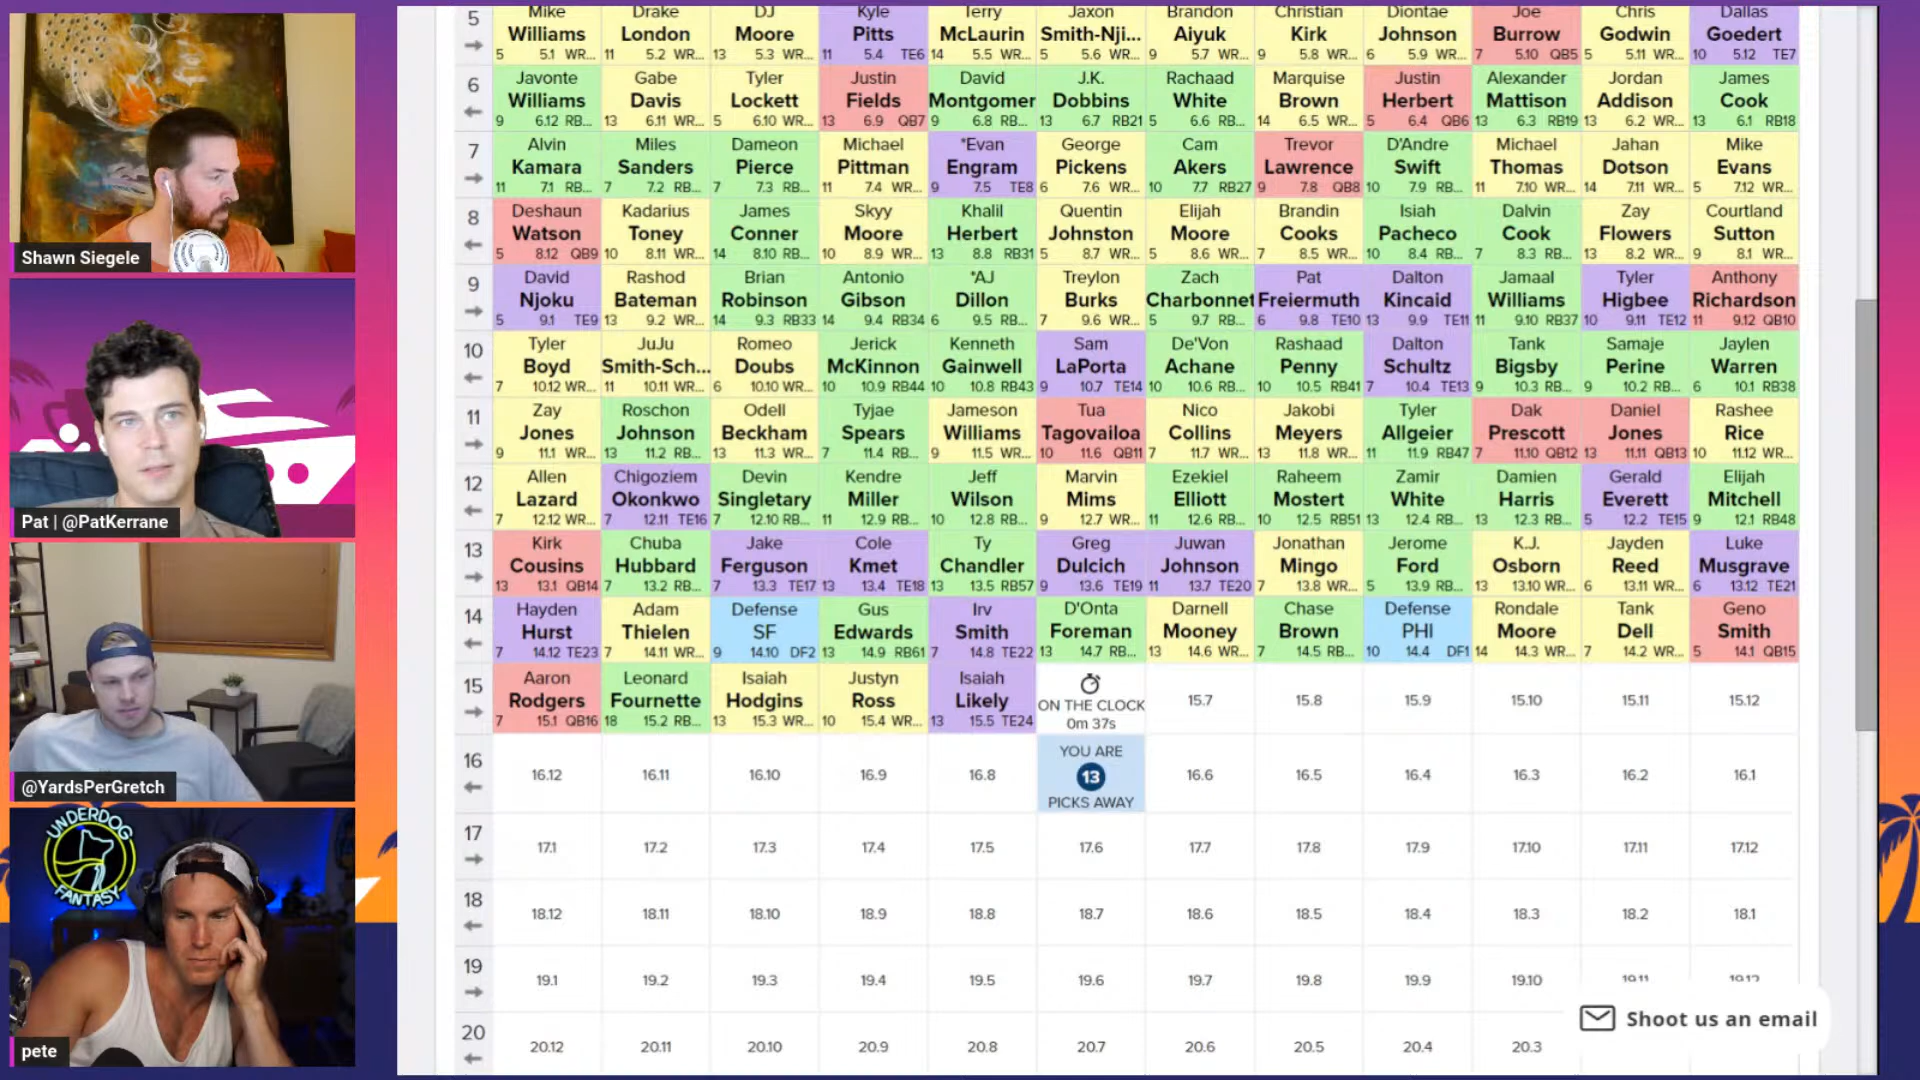 Shawn Siegele
Pat | @PatKerrane
@YardsPerGretch
UNDERDOG
FANTASY
pete
5 Mike Drake DJ Kyle Terry Jaxon Brandon Christian Diontae Joe Chris Dallas
Williams London Moore Pitts McLaurin Smith-Nji... Aiyuk Kirk Johnson Burrow Godwin Goedert
5 5.1 WR... 11 5.2 WR... 13 5.3 WR... 11 5.4 TE6 14 5.5 WR... 5 5.6 WR... 9 5.7 WR... 9 5.8 WR... 6 5.9 WR... 7 5.10 QB5 5 5.11 WR... 10 5.12 TE7
6 Javonte Gabe Tyler Justin David J.K. Rachaad Marquise Justin Alexander Jordan James
Williams Davis Lockett Fields Montgomer Dobbins White Brown Herbert Mattison Addison Cook
9 6.12 RB... 13 6.11 WR... 5 6.10 WR... 13 6.9 QB7 9 6.8 RB... 13 6.7 RB21 5 6.6 RB... 14 6.5 WR... 5 6.4 QB6 13 6.3 RB19 13 6.2 WR... 13 6.1 RB18
7 Alvin Miles Dameon Michael *Evan George Cam Trevor D'Andre Michael Jahan Mike
Kamara Sanders Pierce Pittman Engram Pickens Akers Lawrence Swift Thomas Dotson Evans
11 7.1 RB... 7 7.2 RB... 7 7.3 RB... 11 7.4 WR... 9 7.5 TE8 6 7.6 WR... 10 7.7 RB27 9 7.8 QB8 10 7.9 RB... 11 7.10 WR... 14 7.11 WR... 5 7.12 WR...
8 Deshaun Kadarius James Skyy Khalil Quentin Elijah Brandin Isiah Dalvin Zay Courtland
Watson Toney Conner Moore Herbert Johnston Moore Cooks Pacheco Cook Flowers Sutton
5 8.12 QB9 10 8.11 WR... 14 8.10 RB... 10 8.9 WR... 13 8.8 RB31 5 8.7 WR... 5 8.6 WR... 7 8.5 WR... 10 8.4 RB... 7 8.3 RB... 13 8.2 WR... 9 8.1 WR...
9 David Rashod Brian Antonio *AJ Treylon Zach Pat Dalton Jamaal Tyler Anthony
Njoku Bateman Robinson Gibson Dillon Burks Charbonnet Freiermuth Kincaid Williams Higbee Richardson
5 9.1 TE9 13 9.2 WR... 14 9.3 RB33 14 9.4 RB34 6 9.5 RB... 7 9.6 WR... 5 9.7 RB... 6 9.8 TE10 13 9.9 TE11 11 9.10 RB37 10 9.11 TE12 11 9.12 QB10
10 Tyler JuJu Romeo Jerick Kenneth Sam De'Von Rashaad Dalton Tank Samaje Jaylen
Boyd Smith-Sch... Doubs McKinnon Gainwell LaPorta Achane Penny Schultz Bigsby Perine Warren
7 10.12 WR... 11 10.11 WR... 6 10.10 WR... 10 10.9 RB44 10 10.8 RB43 9 10.7 TE14 10 10.6 RB... 10 10.5 RB41 7 10.4 TE13 9 10.3 RB... 9 10.2 RB... 6 10.1 RB38
11 Zay Roschon Odell Tyjae Jameson Tua Nico Jakobi Tyler Dak Daniel Rashee
Jones Johnson Beckham Spears Williams Tagovailoa Collins Meyers Allgeier Prescott Jones Rice
9 11.1 WR... 13 11.2 RB... 13 11.3 WR... 7 11.4 RB... 9 11.5 WR... 10 11.6 QB11 7 11.7 WR... 13 11.8 WR... 11 11.9 RB47 7 11.10 QB12 13 11.11 QB13 10 11.12 WR...
12 Allen Chigoziem Devin Kendre Jeff Marvin Ezekiel Raheem Zamir Damien Gerald Elijah
Lazard Okonkwo Singletary Miller Wilson Mims Elliott Mostert White Harris Everett Mitchell
7 12.12 WR... 7 12.11 TE16 7 12.10 RB... 11 12.9 RB... 10 12.8 RB... 9 12.7 WR... 11 12.6 RB... 10 12.5 RB51 13 12.4 RB... 13 12.3 RB... 5 12.2 TE15 9 12.1 RB48
13 Kirk Chuba Jake Cole Ty Greg Juwan Jonathan Jerome K.J. Jayden Luke
Cousins Hubbard Ferguson Kmet Chandler Dulcich Johnson Mingo Ford Osborn Reed Musgrave
13 13.1 QB14 7 13.2 RB... 7 13.3 TE17 13 13.4 TE18 13 13.5 RB57 9 13.6 TE19 11 13.7 TE20 7 13.8 WR... 5 13.9 RB... 13 13.10 WR... 6 13.11 WR... 6 13.12 TE21
14 Hayden Adam Defense Gus Irv D'Onta Darnell Chase Defense Rondale Tank Geno
Hurst Thielen SF Edwards Smith Foreman Mooney Brown PHI Moore Dell Smith
7 14.12 TE23 7 14.11 WR... 9 14.10 DF2 13 14.9 RB61 7 14.8 TE22 13 14.7 RB... 13 14.6 WR... 7 14.5 RB... 10 14.4 DF1 14 14.3 WR... 7 14.2 WR... 5 14.1 QB15
15 Aaron Leonard Isaiah Justyn Isaiah
Rodgers Fournette Hodgins Ross Likely ON THE CLOCK 15.7 15.8 15.9 15.10 15.11 15.12
7 15.1 QB16 18 15.2 RB... 13 15.3 WR... 10 15.4 WR... 13 15.5 TE24 0m 37s
16 YOU ARE
16.12 16.11 16.10 16.9 16.8 13 16.6 16.5 16.4 16.3 16.2 16.1
PICKS AWAY
17 17.1 17.2 17.3 17.4 17.5 17.6 17.7 17.8 17.9 17.10 17.11 17.12
18 18.12 18.11 18.10 18.9 18.8 18.7 18.6 18.5 18.4 18.3 18.2 18.1
19 19.1 19.2 19.3 19.4 19.5 19.6 19.7 19.8 19.9 19.10 19.11 19.12
20 20.12 20.11 20.10 20.9 20.8 20.7 20.6 20.5 20.4 20.3
Shoot us an email